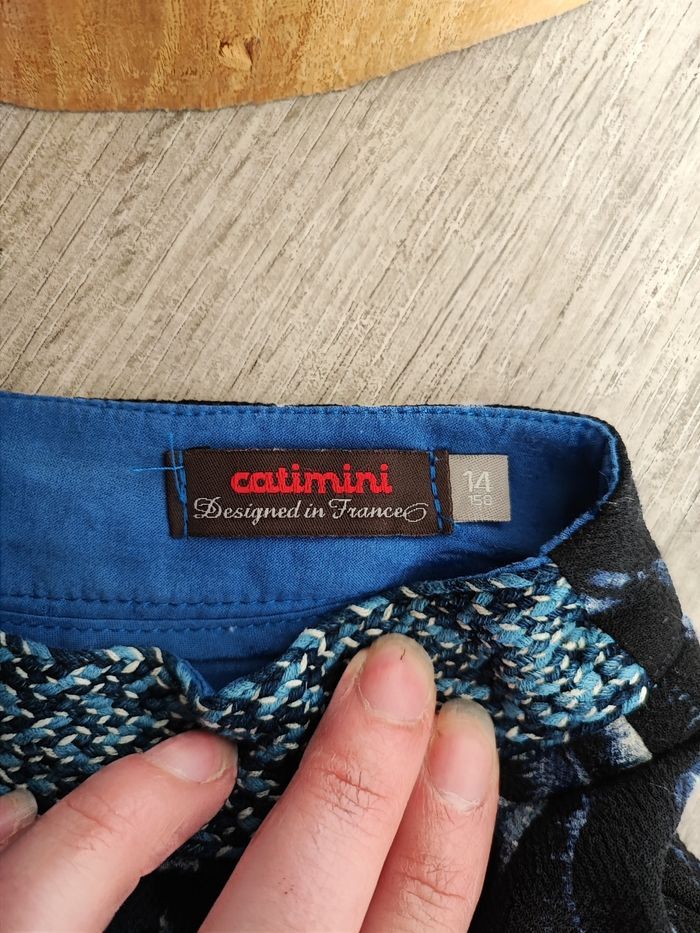 catimini
Designed in France
14
158